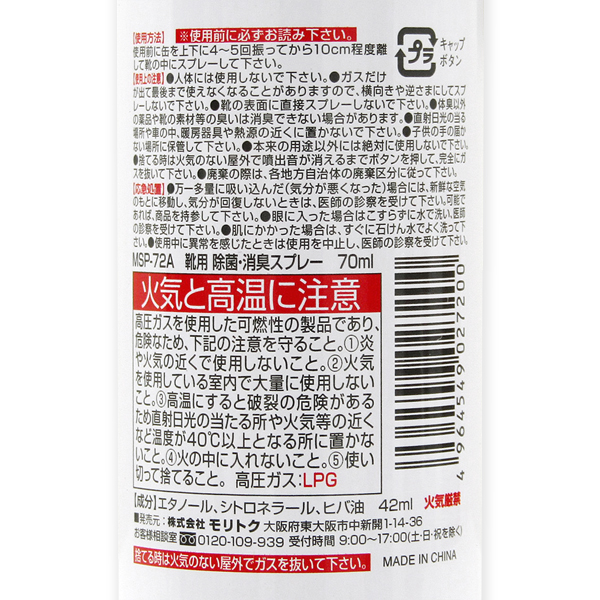 【使用方法】 ※使用前に必ずお読み下さい。
使用前に缶を上下に4～5回振ってから10cm程度離
して靴の中にスプレーして下さい。
【使用上の注意】●人体には使用しないで下さい。●ガスだけ
が出て最後まで使えなくなることがありますので、横向きや逆さまにしてスプ
レーしないで下さい。●靴の表面に直接スプレーしないで下さい。●体臭以外
の薬品や靴の素材等の臭いは消臭できない場合があります。●直射日光の当る
場所や車の中、暖房器具や熱源の近くに置かないで下さい。●子供の手の届か
ない場所に保管して下さい。●本来の用途以外には絶対に使用しないで下さい。
●捨てる時は火気のない屋外で噴出音が消えるまでボタンを押して、完全にガ
スを抜いて下さい。●廃棄の際は、各地方自治体の廃棄区分に従って下さい。
【応急処置】●万一多量に吸い込んだ(気分が悪くなった)場合には、新鮮な空気
のもとに移動し、気分が回復しないときは、医師の診察を受けて下さい。可能で
あれば、商品を持参して下さい。●眼に入った場合はこすらずに水で洗い、医師
の診察を受けて下さい。●肌にかかった場合は、すぐに石けん水でよく洗って下
さい。●使用中に異常を感じたときは使用を中止し、医師の診察を受けて下さい。
プラ
キャップ
ボタン
MSP-72A 靴用 除菌・消臭スプレー 70ml
火気と高温に注意
高圧ガスを使用した可燃性の製品であり、
危険なため、下記の注意を守ること。①炎
や火気の近くで使用しないこと。②火気
を使用している室内で大量に使用しない
こと。③高温にすると破裂の危険がある
ため直射日光の当たる所や火気等の近く
など温度が40℃以上となる所に置かな
いこと。④火の中に入れないこと。⑤使い
切って捨てること。 高圧ガス:LPG
4964549027200
【成分】エタノール、シトロネラール、ヒバ油 42ml 火気厳禁
■発売元:株式会社 モリトク 大阪府東大阪市中新開1-14-36
お客様相談室 0120-109-939 受付時間 9:00～17:00(土・日・祝を除く)
捨てる時は火気のない屋外でガスを抜いて下さい。 MADE IN CHINA